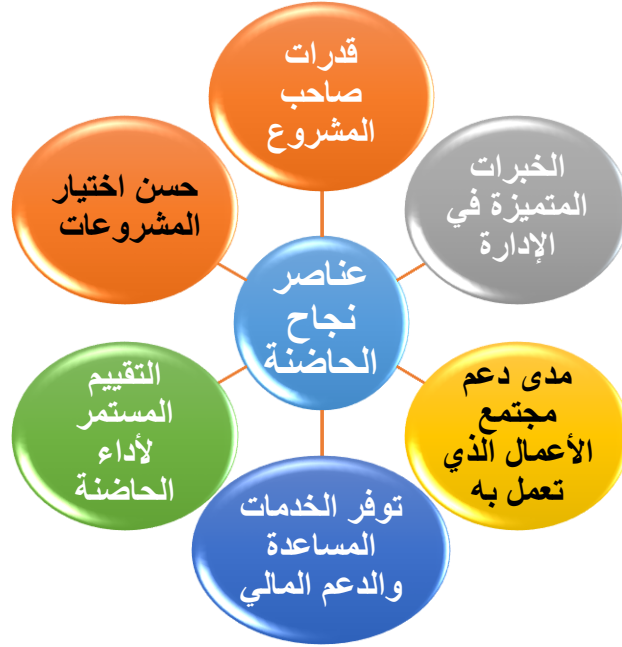 قدرات
صاحب
المشروع
الخبرات
المتميزة في
الإدارة
حسن اختيار
المشروعات
عناصر
نجاح
الحاضنة
مدى دعم
مجتمع
الأعمال الذي
تعمل به
التقييم
المستمر
لأداء
الحاضنة
توفر الخدمات
المساعدة
والدعم المالي